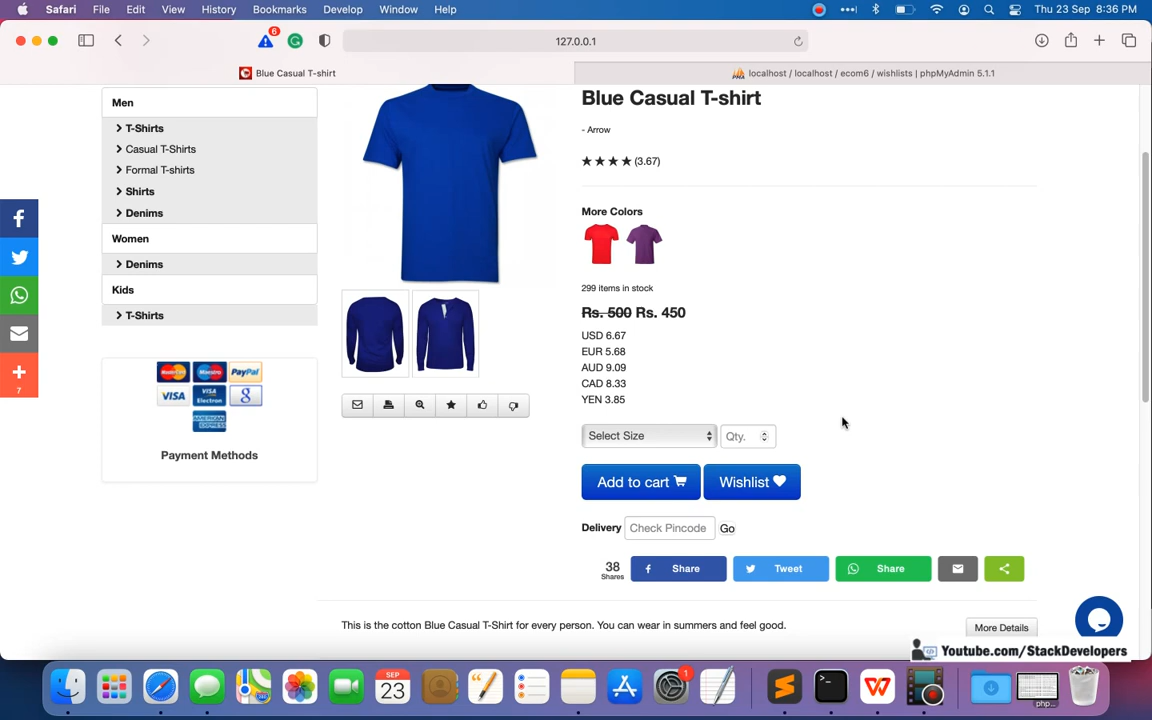 Safari File Edit View History Bookmarks Develop Window Help Thu 23 Sep 8:36 PM
6
127.0.0.1
Blue Casual T-shirt
localhost / localhost / ecom6 / wishlists | phpMyAdmin 5.1.1
Men
T-Shirts
Casual T-Shirts
Formal T-shirts
Shirts
Denims
Women
Denims
Kids
T-Shirts
7
PayPal
VISA
VISA Electron
Payment Methods
Blue Casual T-shirt
- Arrow
★★★★(3.67)
More Colors
299 items in stock
Rs. 500 Rs. 450
USD 6.67
EUR 5.68
AUD 9.09
CAD 8.33
YEN 3.85
Select Size Qty.
Add to cart Wishlist
Delivery Check Pincode Go
38 Shares
Share Tweet Share
This is the cotton Blue Casual T-Shirt for every person. You can wear in summers and feel good.
More Details
Youtube.com/StackDevelopers
SEP
23
1
php...